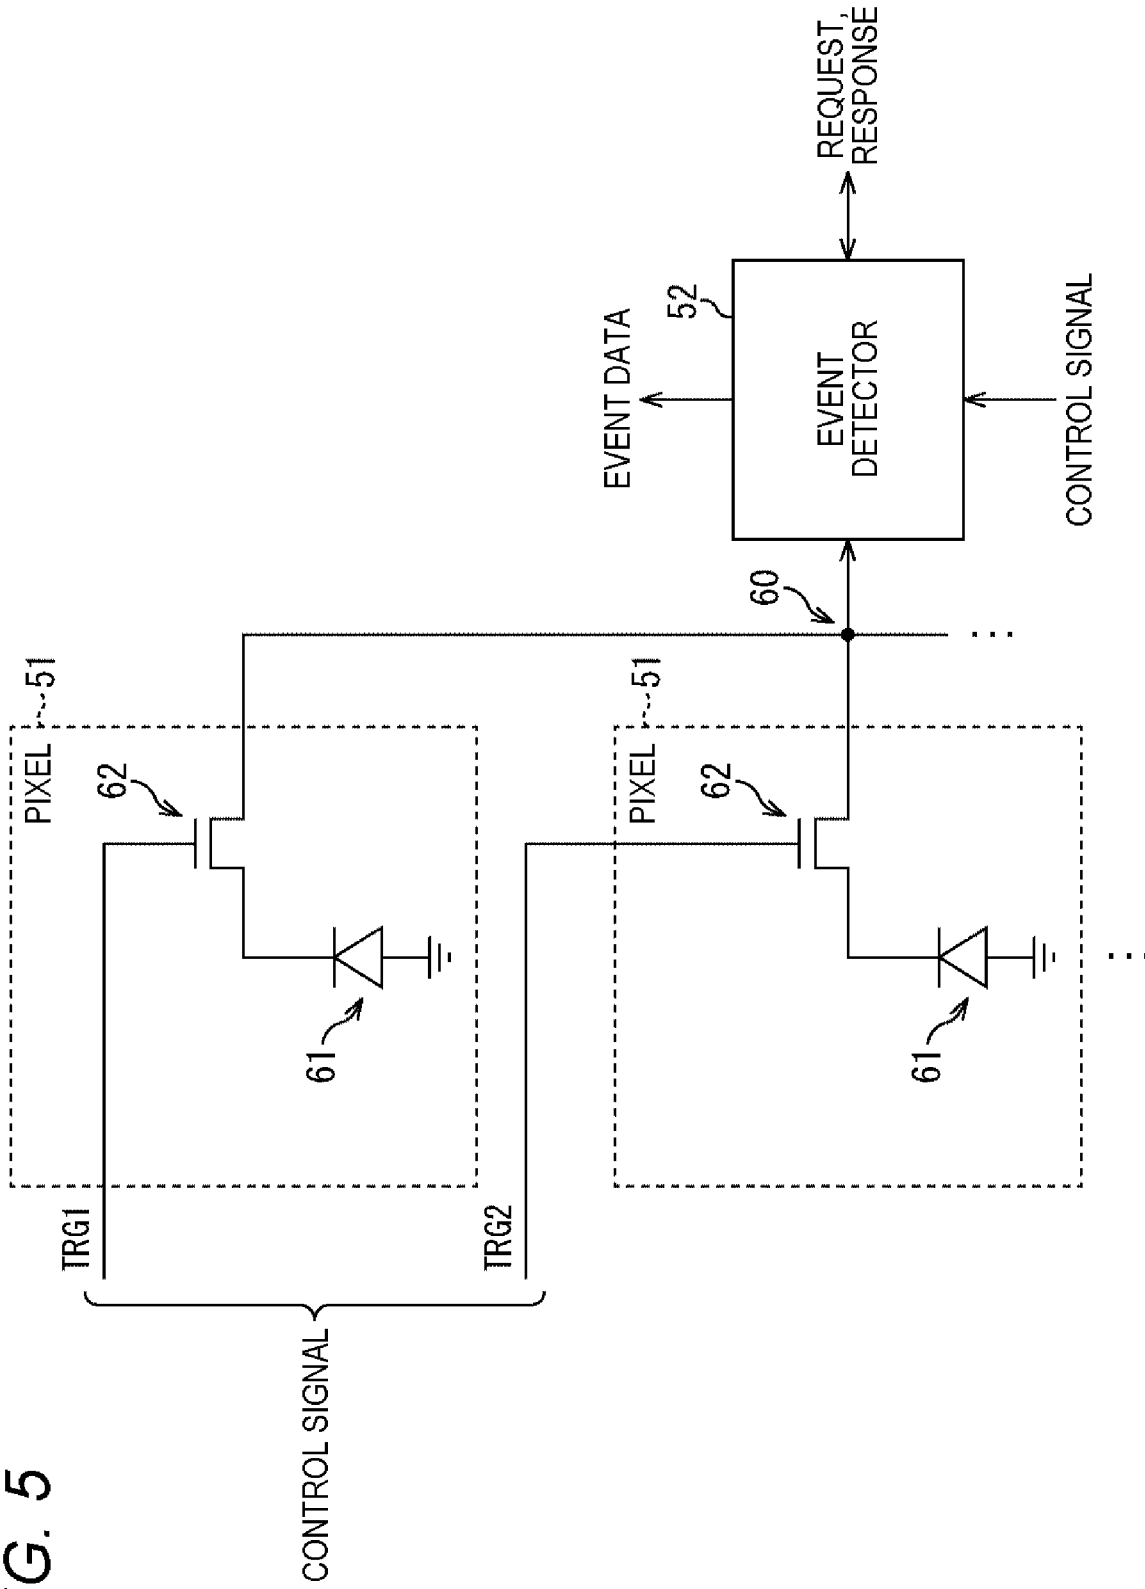 G. 5
CONTROL SIGNAL
TRG1
TRG2
PIXEL
51
62
61
PIXEL
51
62
61
...
60
...
EVENT DATA
52
EVENT
DETECTOR
CONTROL SIGNAL
REQUEST,
RESPONSE